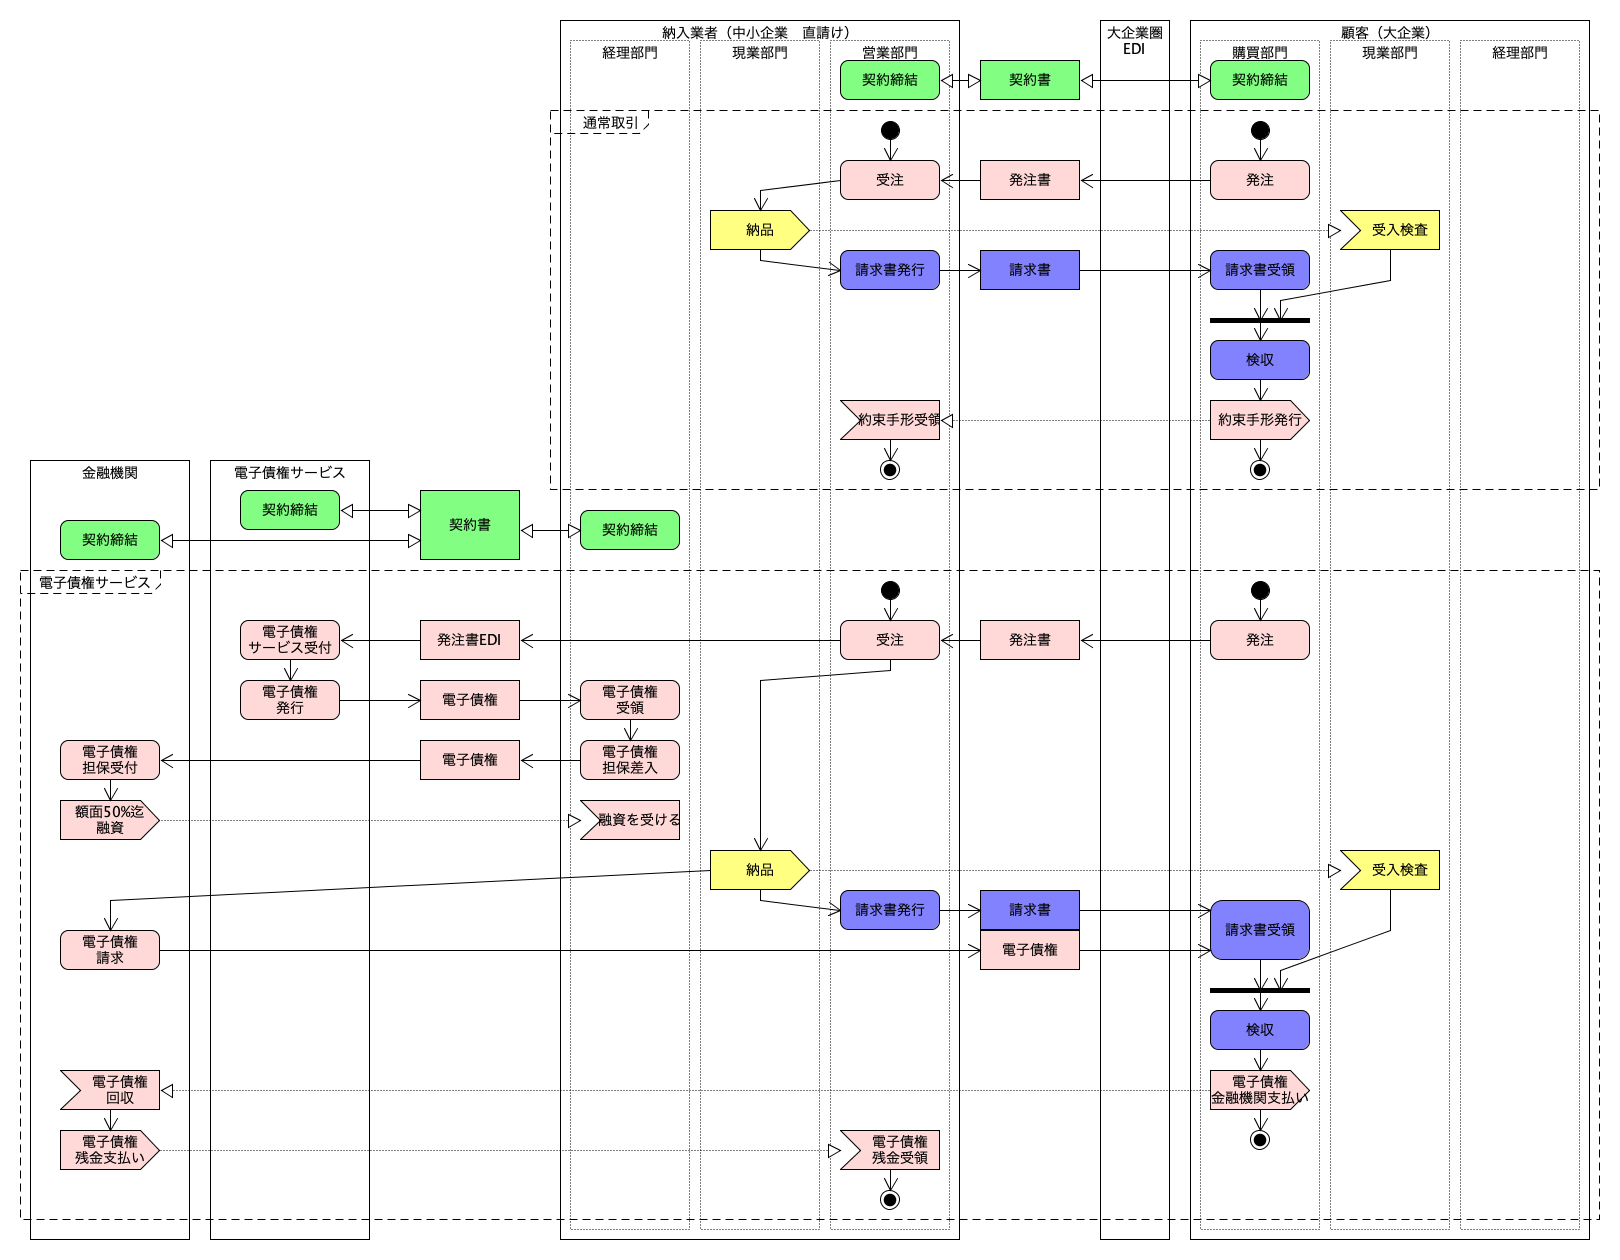 納入業者（中小企業　直請け）
大企業圏
EDI
顧客（大企業）
経理部門
現業部門
営業部門
購買部門
現業部門
経理部門
契約締結
契約書
契約締結
通常取引
受注
発注書
発注
納品
受入検査
請求書発行
請求書
請求書受領
検収
約束手形受領
約束手形発行
金融機関
電子債権サービス
契約締結
契約書
契約締結
契約締結
電子債権サービス
電子債権
サービス受付
発注書EDI
受注
発注書
発注
電子債権
発行
電子債権
電子債権
受領
電子債権
担保受付
電子債権
電子債権
担保差入
額面50%迄
融資
融資を受ける
納品
受入検査
請求書発行
請求書
請求書受領
電子債権
請求
電子債権
検収
電子債権
回収
電子債権
金融機関支払い
電子債権
残金支払い
電子債権
残金受領